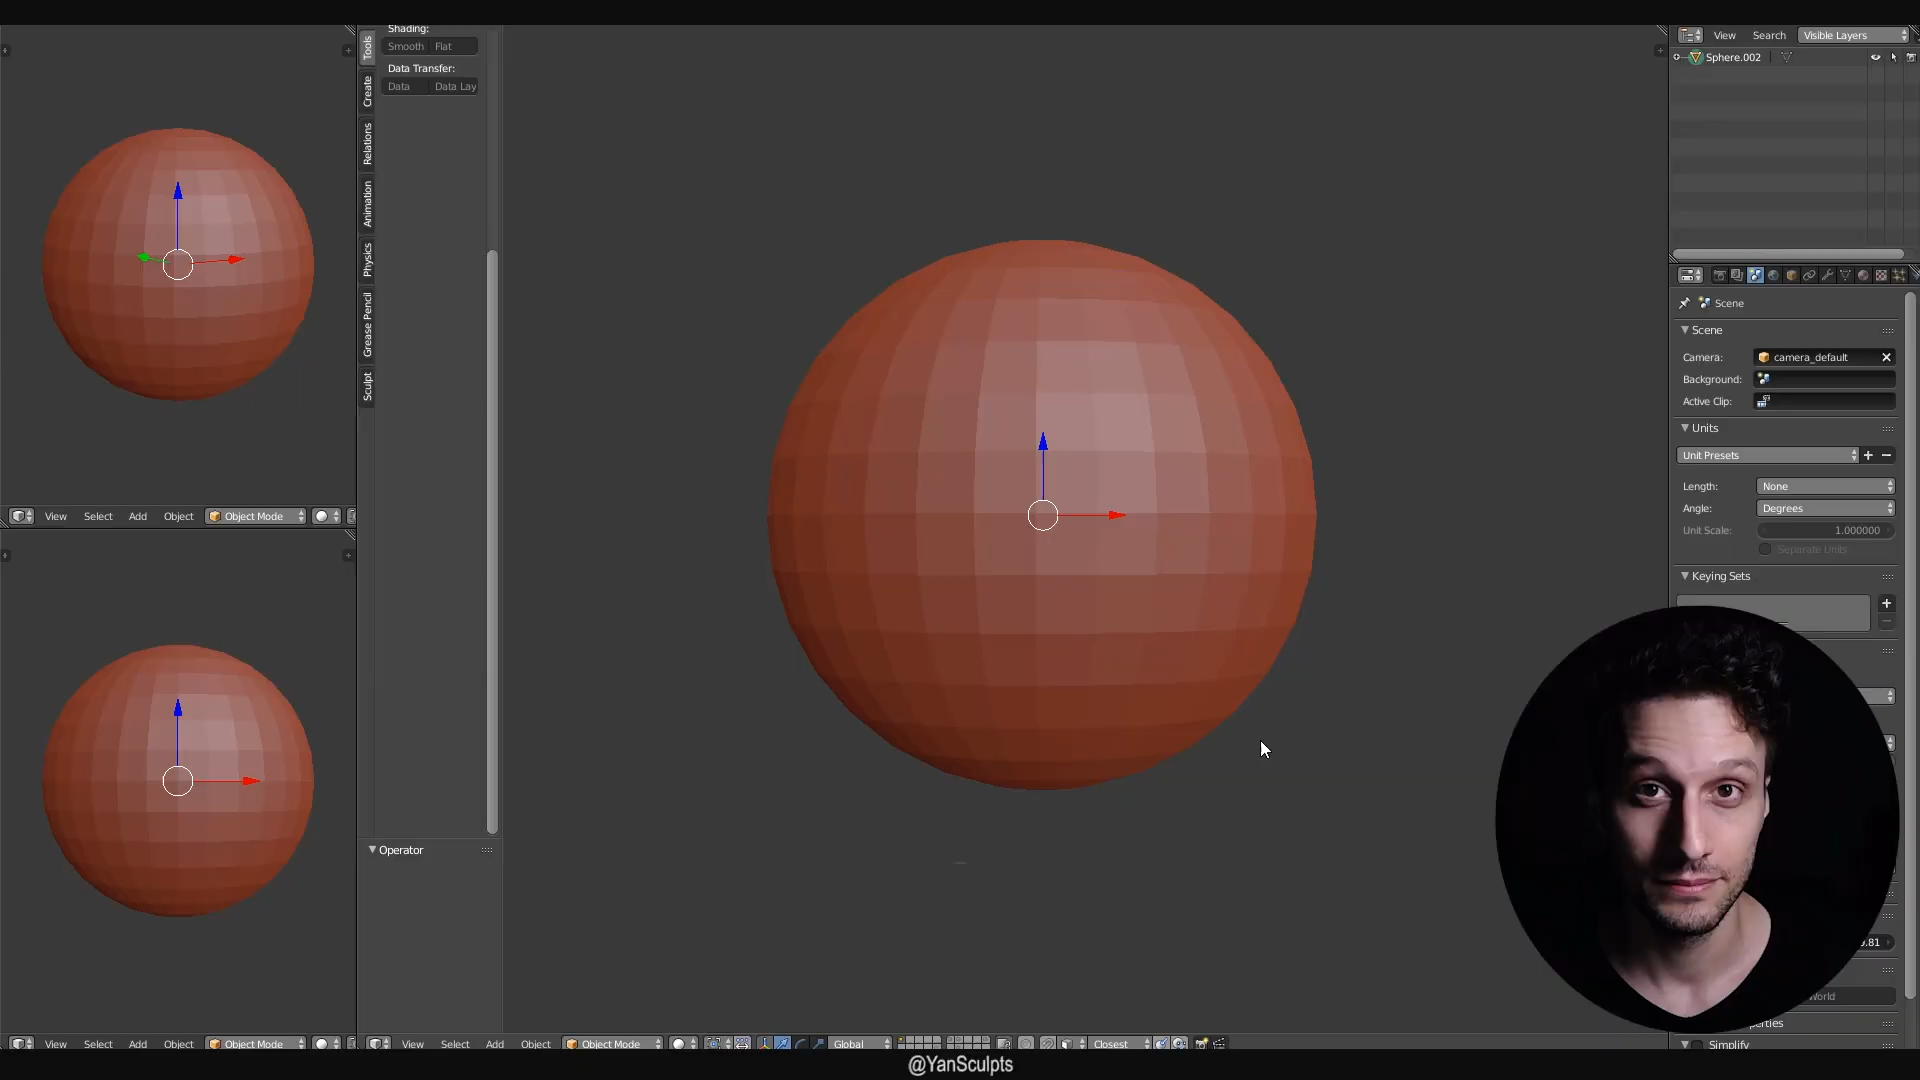 Shading:
Smooth Flat
Data Transfer:
Data Data Lay
Tools
Create
Relations
Animation
Physics
Grease Pencil
Sculpt
Operator
View Select Add Object Object Mode
View Select Add Object Object Mode
View Select Add Object Object Mode Global Closest
View Search Visible Layers
Sphere.002
Scene
Scene
Camera: camera_default
Background:
Active Clip:
Units
Unit Presets
Length: None
Angle: Degrees
Unit Scale: 1.000000
Separate Units
Keying Sets
.81
World
perties
Simplify
@YanSculpts